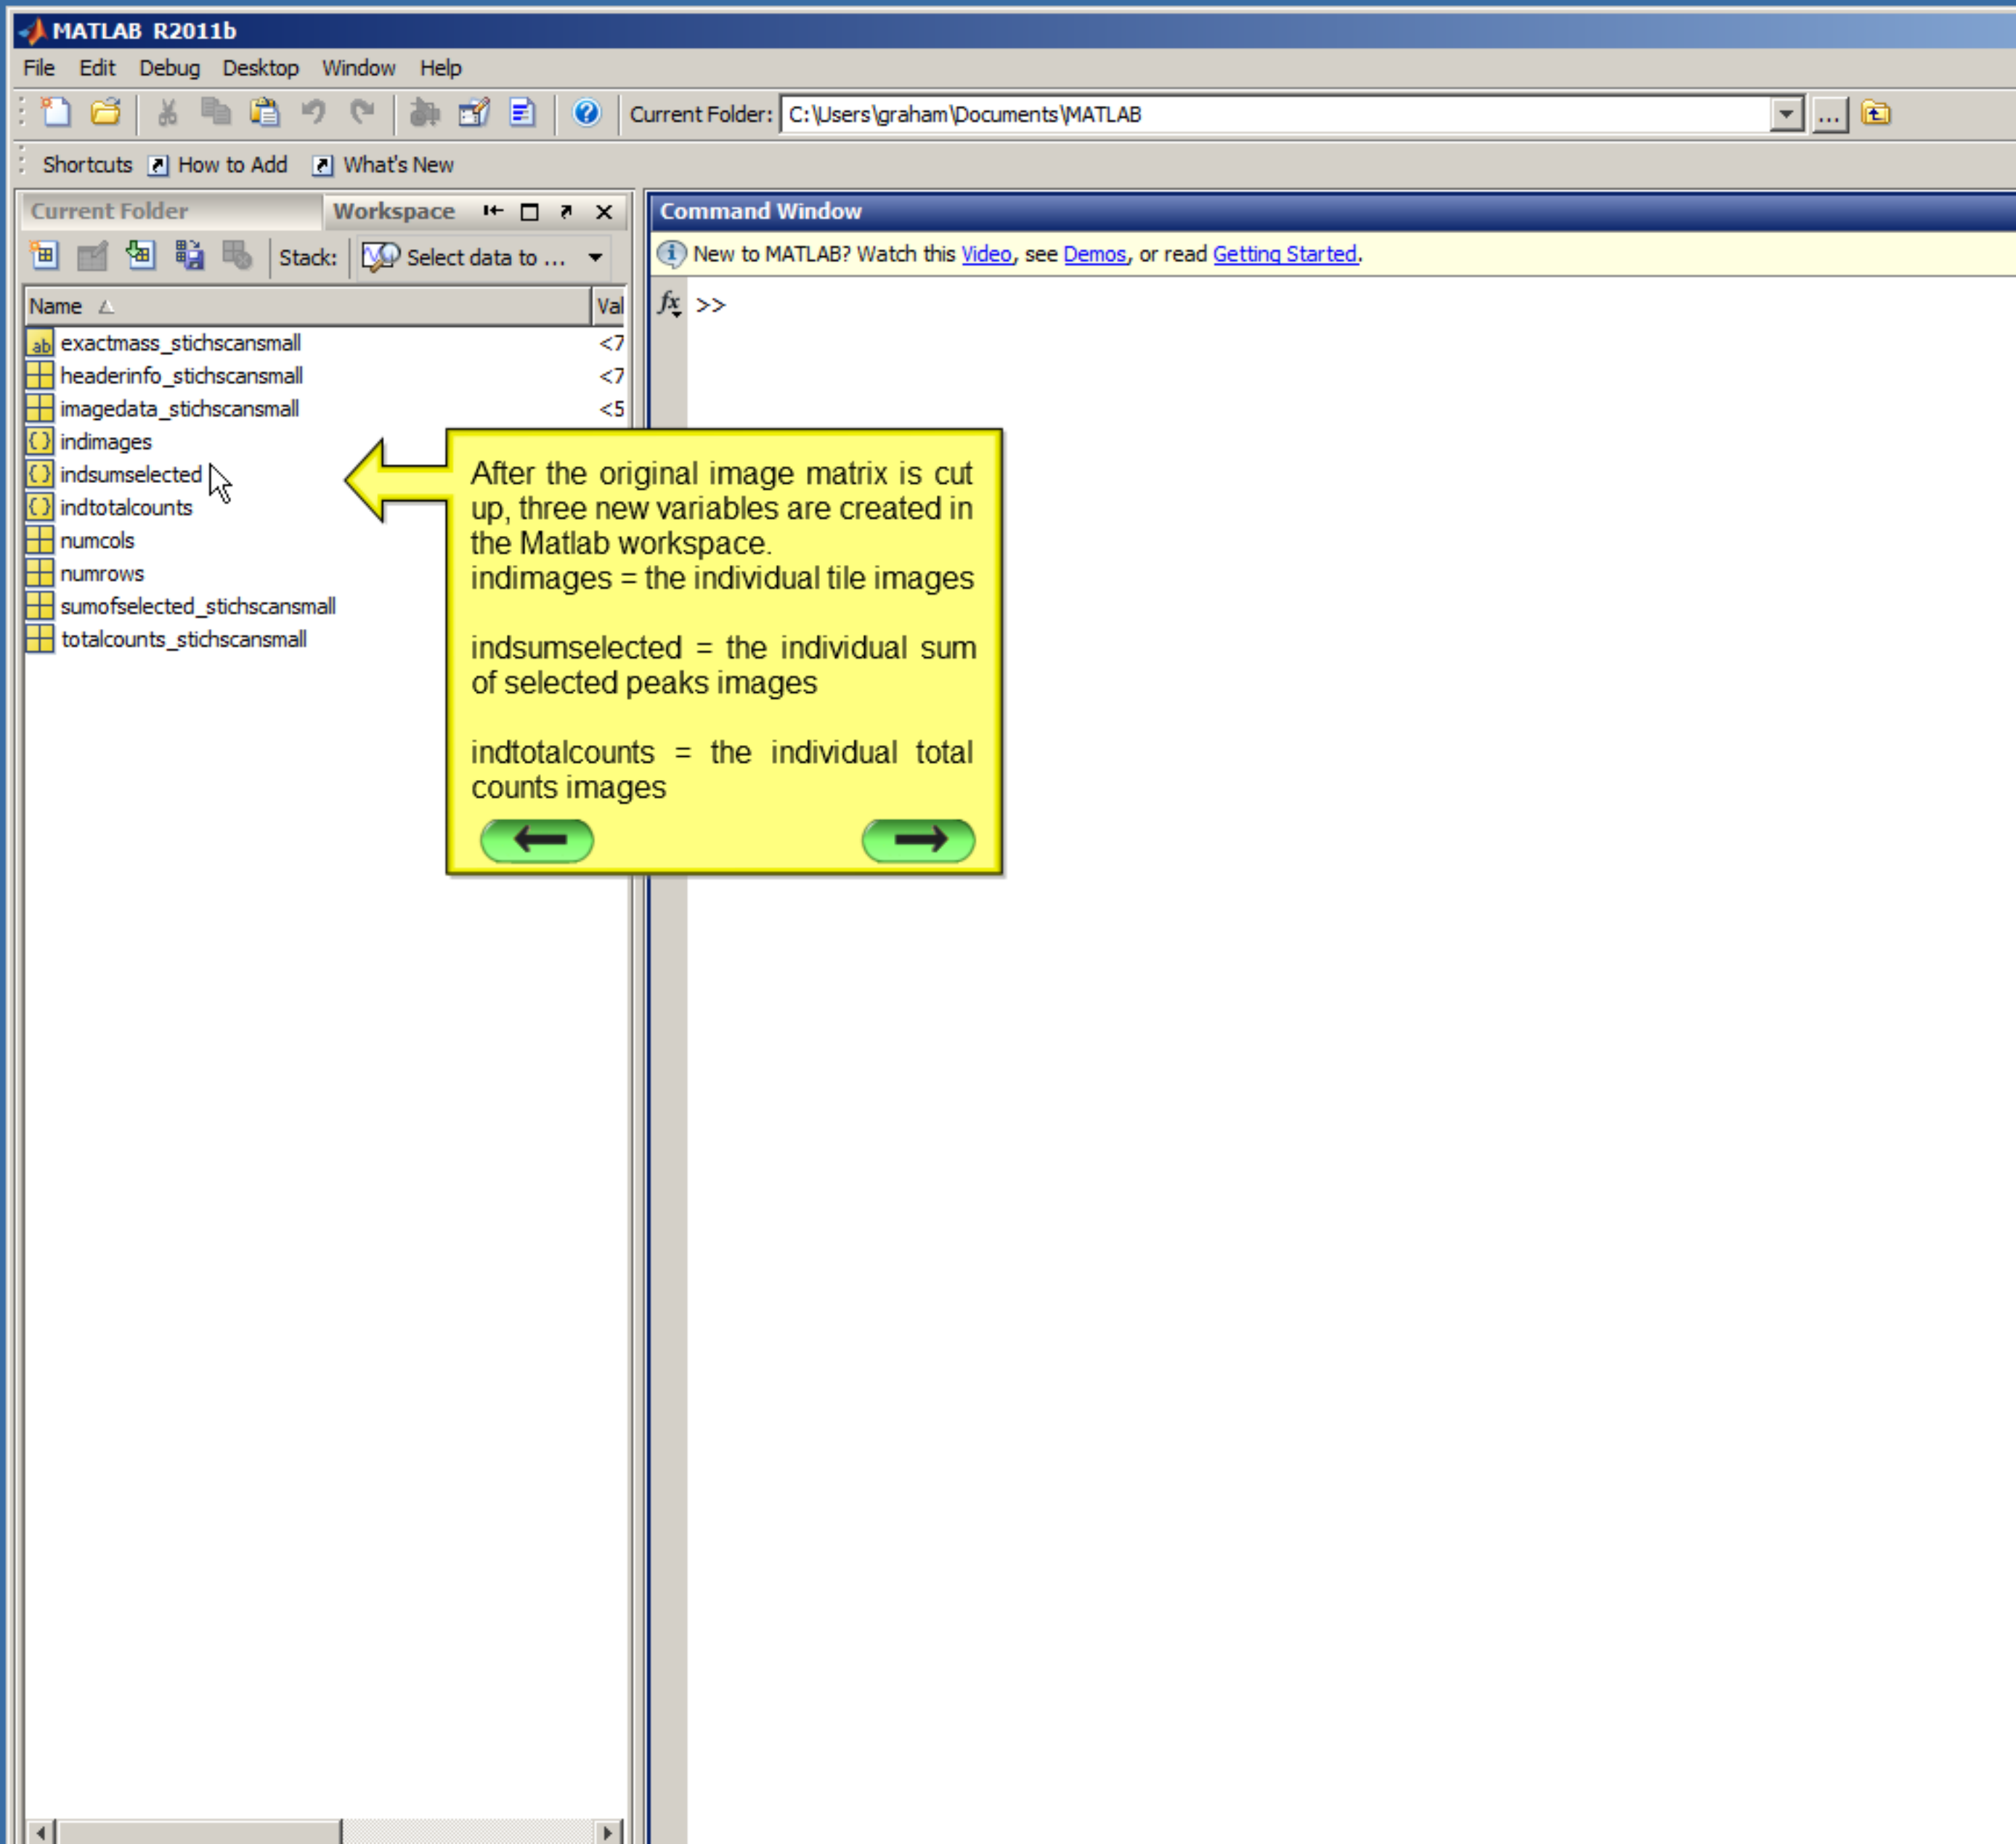 MATLAB R2011b
File Edit Debug Desktop Window Help
Current Folder: C:\Users\graham\Documents\MATLAB ...
Shortcuts How to Add What's New
Current Folder Workspace
Stack: Select data to ...
Name Val
exactmass_stichscansmall <7
headerinfo_stichscansmall <7
imagedata_stichscansmall <5
indimages
indsumselected
indtotalcounts
numcols
numrows
sumofselected_stichscansmall
totalcounts_stichscansmall
Command Window
New to MATLAB? Watch this Video, see Demos, or read Getting Started.
fx >>
After the original image matrix is cut
up, three new variables are created in
the Matlab workspace.
indimages = the individual tile images
indsumselected = the individual sum
of selected peaks images
indtotalcounts = the individual total
counts images